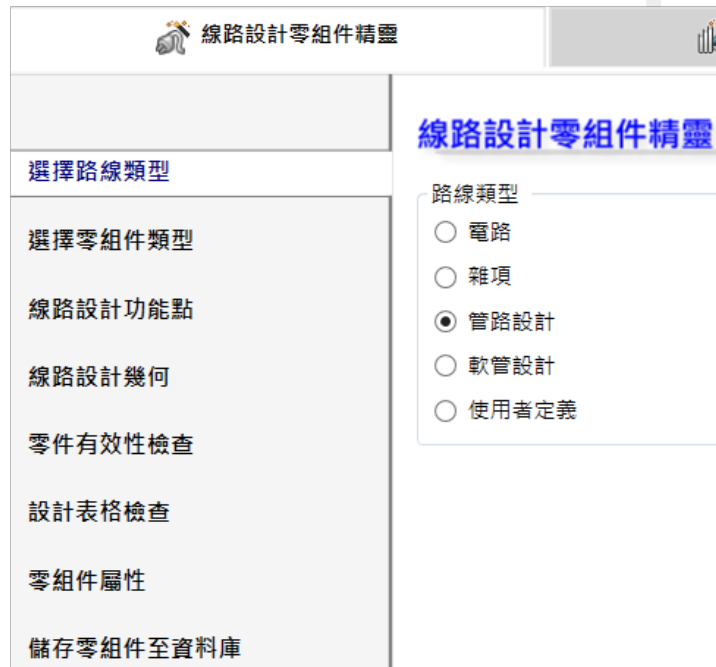 線路設計零組件精靈
選擇路線類型
選擇零組件類型
線路設計功能點
線路設計幾何
零件有效性檢查
設計表格檢查
零組件屬性
儲存零組件至資料庫
線路設計零組件精靈
路線類型
電路
雜項
管路設計
軟管設計
使用者定義